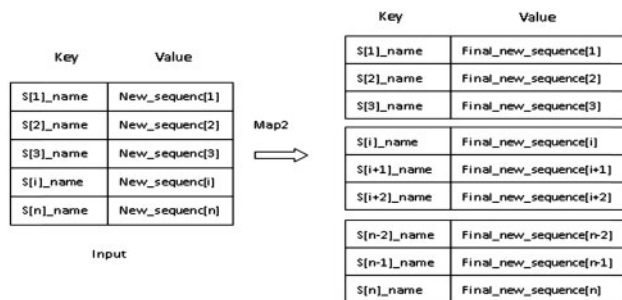 Key Value
S[1]_name New_sequenc[1]
S[2]_name New_sequenc[2]
S[3]_name New_sequenc[3]
S[i]_name New_sequenc[i]
S[n]_name New_sequenc[n]
Input
Map2
Key Value
S[1]_name Final_new_sequence[1]
S[2]_name Final_new_sequence[2]
S[3]_name Final_new_sequence[3]
S[i]_name Final_new_sequence[i]
S[i+1]_name Final_new_sequence[i+1]
S[i+2]_name Final_new_sequence[i+2]
S[n-2]_name Final_new_sequence[n-2]
S[n-1]_name Final_new_sequence[n-1]
S[n]_name Final_new_sequence[n]